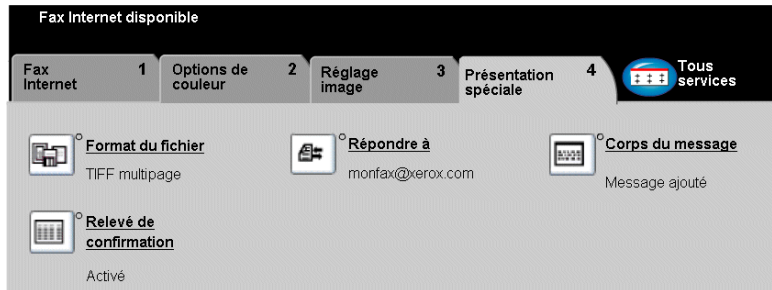 Fax Internet disponible
Fax Internet 1
Options de couleur 2
Réglage image 3
Présentation spéciale 4
Tous services
Format du fichier
TIFF multipage
Répondre à
monfax@xerox.com
Corps du message
Message ajouté
Relevé de
confirmation
Activé